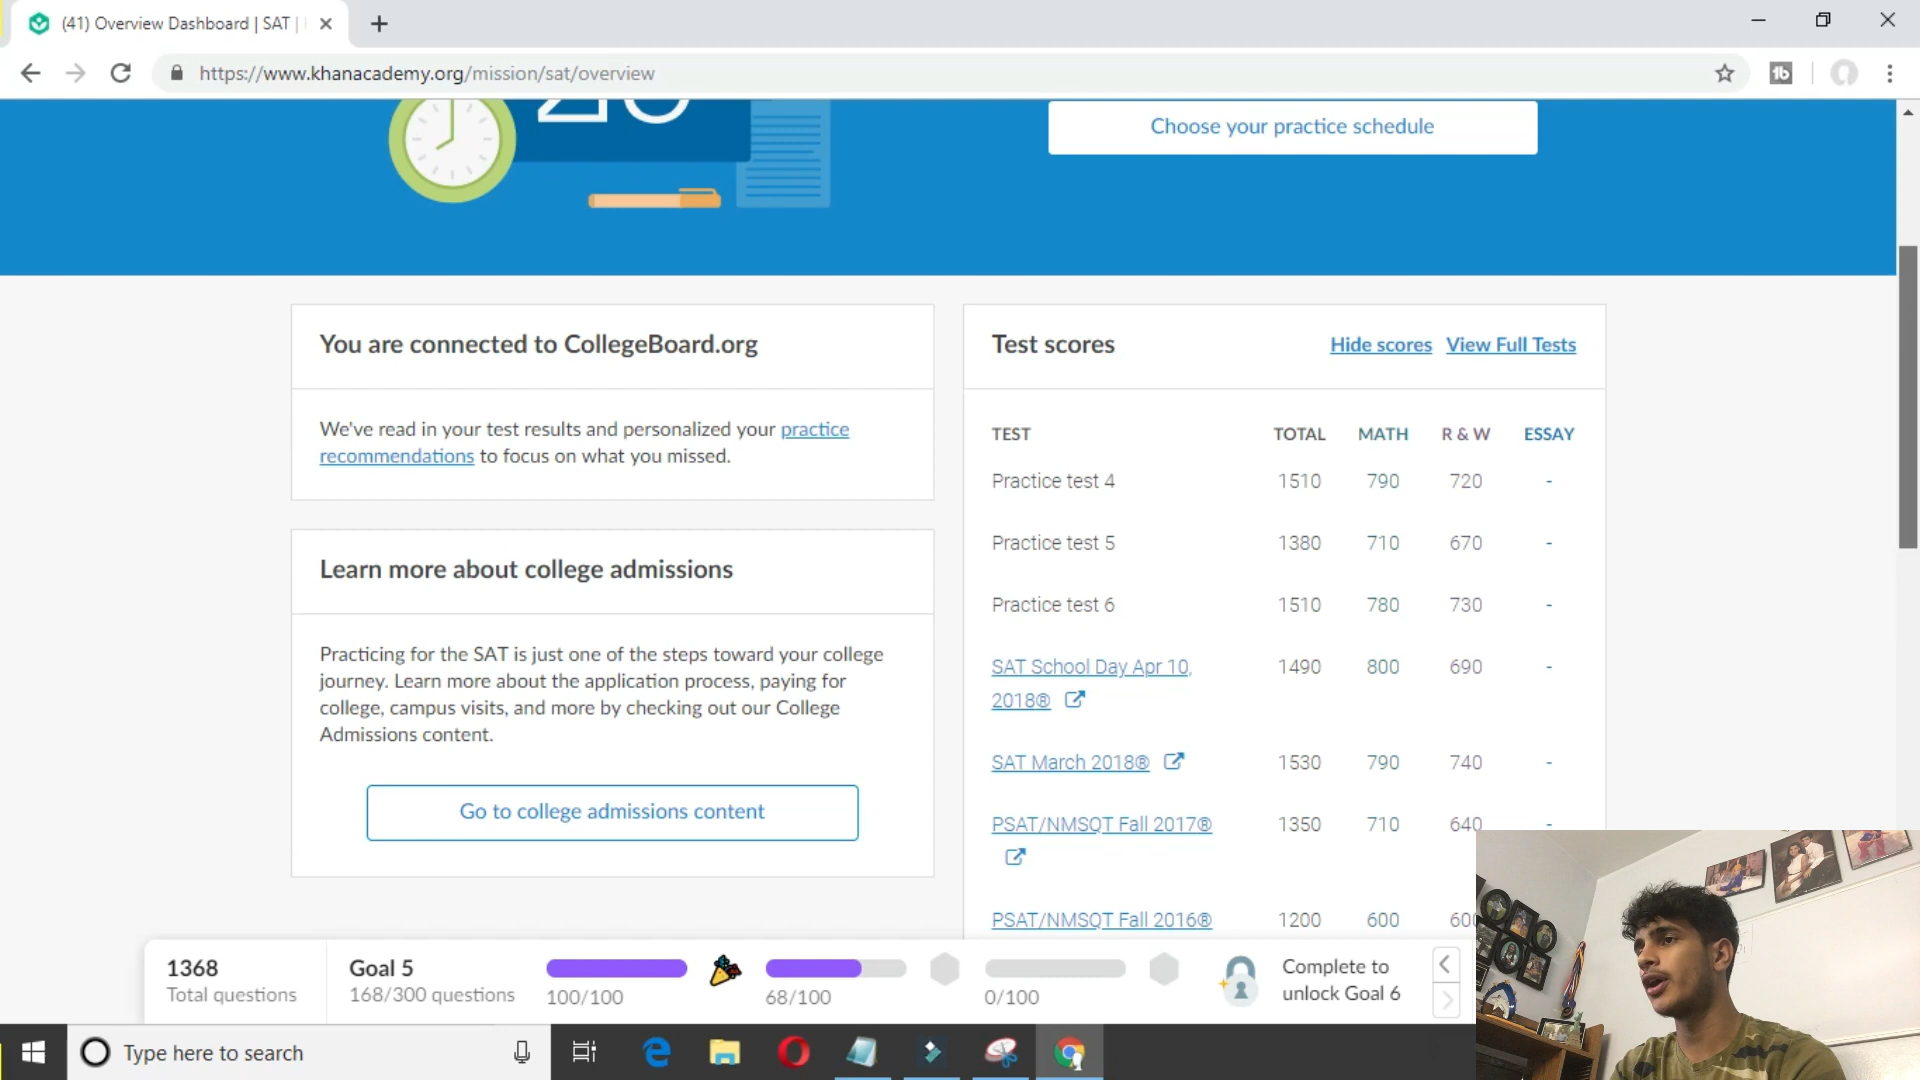 (41) Overview Dashboard | SAT |
https://www.khanacademy.org/mission/sat/overview
Choose your practice schedule
You are connected to CollegeBoard.org
We've read in your test results and personalized your practice
recommendations to focus on what you missed.
Learn more about college admissions
Practicing for the SAT is just one of the steps toward your college
journey. Learn more about the application process, paying for
college, campus visits, and more by checking out our College
Admissions content.
Go to college admissions content
Test scores Hide scores View Full Tests
TEST TOTAL MATH R & W ESSAY
Practice test 4 1510 790 720 -
Practice test 5 1380 710 670 -
Practice test 6 1510 780 730 -
SAT School Day Apr 10, 1490 800 690 -
2018®
SAT March 2018® 1530 790 740 -
PSAT/NMSQT Fall 2017® 1350 710 640 -
PSAT/NMSQT Fall 2016® 1200 600 600
1368
Total questions
Goal 5
168/300 questions
100/100
68/100
0/100
Complete to
unlock Goal 6
Type here to search